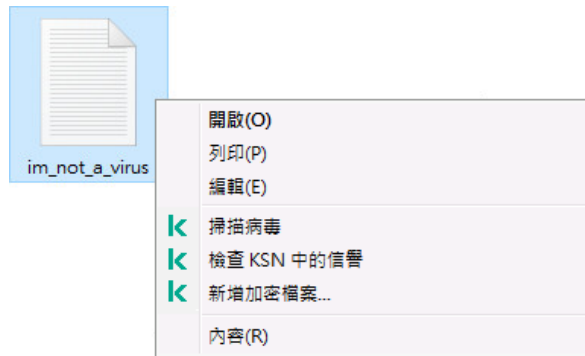 im_not_a_virus
開啟(O)
列印(P)
編輯(E)
掃描病毒
檢查 KSN 中的信譽
新增加密檔案...
內容(R)